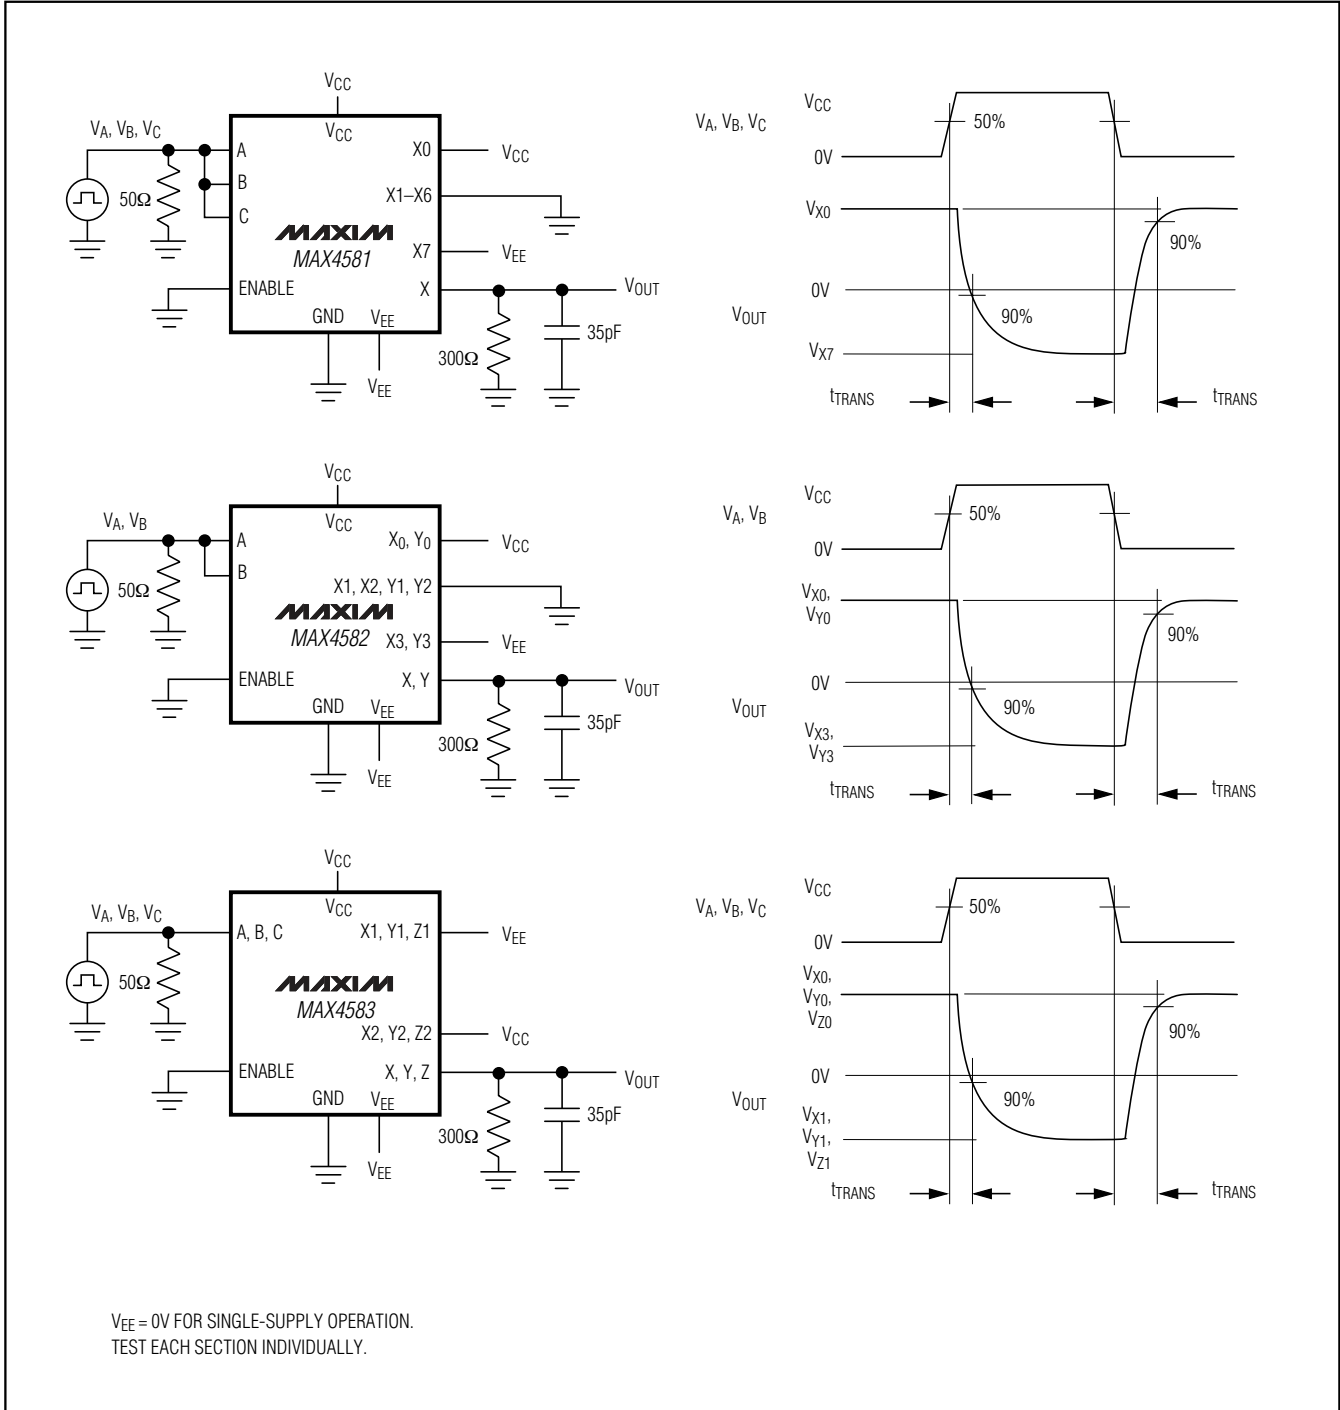 VCC
VA, VB, VC
50Ω
A
B
C
ENABLE
VCC
X0
X1–X6
MAXIM
MAX4581
X7
X
GND
VEE
VCC
VEE
VOUT
300Ω
35pF
VEE
VA, VB, VC
VCC
50%
0V
VX0
90%
0V
VOUT
90%
VX7
tTRANS
tTRANS
VCC
VA, VB
50Ω
A
B
ENABLE
VCC
X0, Y0
X1, X2, Y1, Y2
MAXIM
MAX4582
X3, Y3
X, Y
GND
VEE
VCC
VEE
VOUT
300Ω
35pF
VEE
VA, VB
VCC
50%
0V
VX0,
VY0
90%
0V
VOUT
90%
VX3,
VY3
tTRANS
tTRANS
VCC
VA, VB, VC
50Ω
A, B, C
ENABLE
VCC
X1, Y1, Z1
MAXIM
MAX4583
X2, Y2, Z2
X, Y, Z
GND
VEE
VEE
VCC
VOUT
300Ω
35pF
VEE
VA, VB, VC
VCC
50%
0V
VX0,
VY0,
VZ0
90%
0V
VOUT
90%
VX1,
VY1,
VZ1
tTRANS
tTRANS
VEE = 0V FOR SINGLE-SUPPLY OPERATION.
TEST EACH SECTION INDIVIDUALLY.